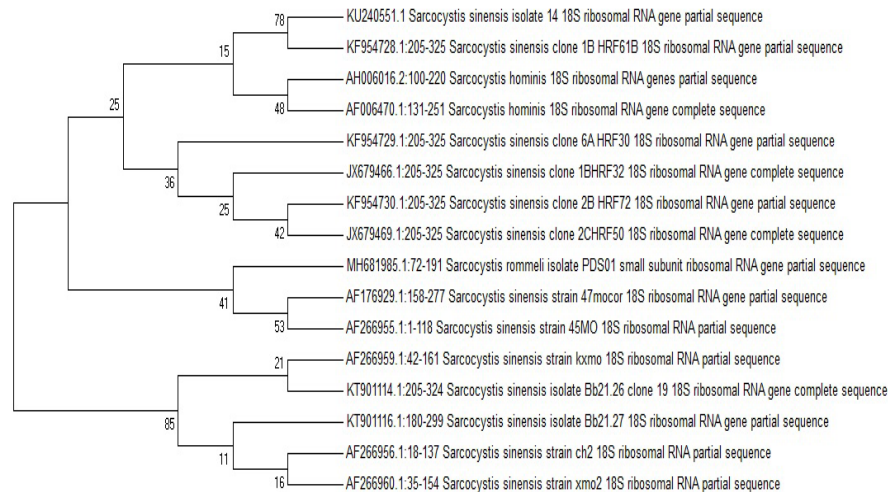 KU240551.1 Sarcocystis sinensis isolate 14 18S ribosomal RNA gene partial sequence
78
KF954728.1:205-325 Sarcocystis sinensis clone 1B HRF61B 18S ribosomal RNA gene partial sequence
15
AH006016.2:100-220 Sarcocystis hominis 18S ribosomal RNA genes partial sequence
25
48
AF006470.1:131-251 Sarcocystis hominis 18S ribosomal RNA gene complete sequence
KF954729.1:205-325 Sarcocystis sinensis clone 6A HRF30 18S ribosomal RNA gene partial sequence
36
JX679466.1:205-325 Sarcocystis sinensis clone 1BHRF32 18S ribosomal RNA gene complete sequence
25
KF954730.1:205-325 Sarcocystis sinensis clone 2B HRF72 18S ribosomal RNA gene partial sequence
42
JX679469.1:205-325 Sarcocystis sinensis clone 2CHRF50 18S ribosomal RNA gene complete sequence
MH681985.1:72-191 Sarcocystis rommeli isolate PDS01 small subunit ribosomal RNA gene partial sequence
41
AF176929.1:158-277 Sarcocystis sinensis strain 47mocor 18S ribosomal RNA gene partial sequence
53
AF266955.1:1-118 Sarcocystis sinensis strain 45MO 18S ribosomal RNA partial sequence
AF266959.1:42-161 Sarcocystis sinensis strain kxmo 18S ribosomal RNA partial sequence
21
KT901114.1:205-324 Sarcocystis sinensis isolate Bb21.26 clone 19 18S ribosomal RNA gene complete sequence
85
KT901116.1:180-299 Sarcocystis sinensis isolate Bb21.27 18S ribosomal RNA gene partial sequence
11
AF266956.1:18-137 Sarcocystis sinensis strain ch2 18S ribosomal RNA partial sequence
16
AF266960.1:35-154 Sarcocystis sinensis strain xmo2 18S ribosomal RNA partial sequence